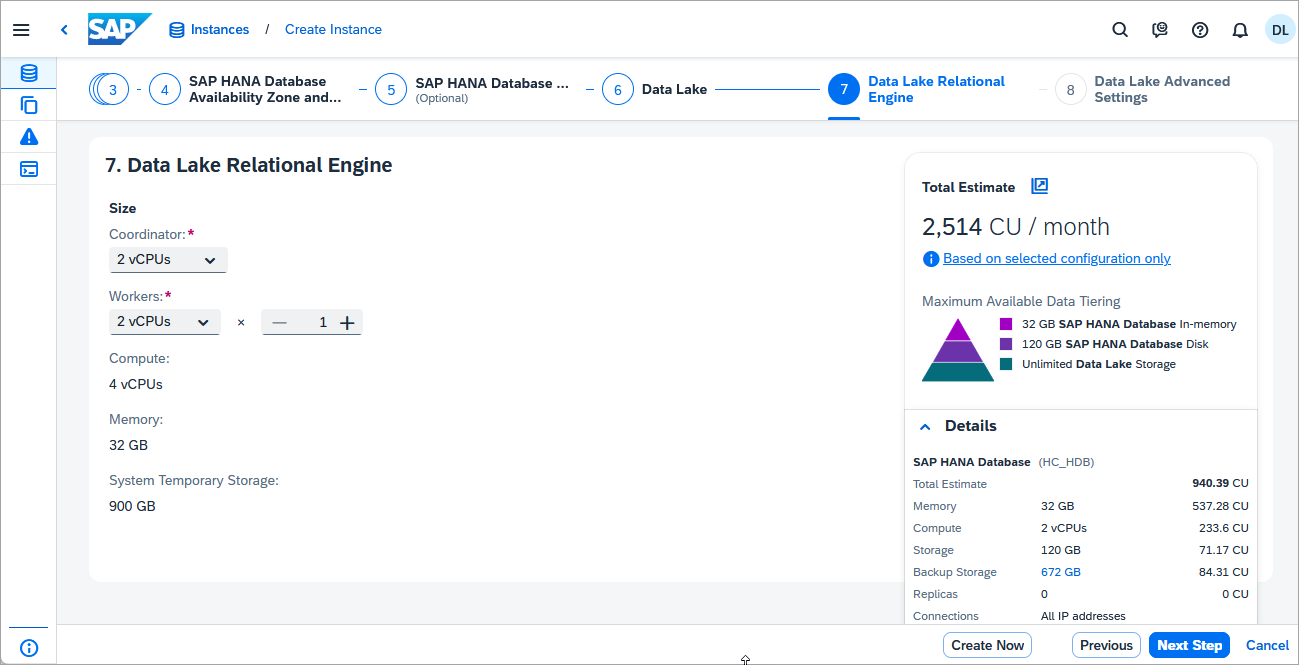 SAP
Instances / Create Instance
DL
3
4
SAP HANA Database
Availability Zone and...
5
SAP HANA Database ...
(Optional)
6
Data Lake
7
Data Lake Relational
Engine
8
Data Lake Advanced
Settings
7. Data Lake Relational Engine
Size
Coordinator:*
2 vCPUs
Workers:*
2 vCPUs × — 1 +
Compute:
4 vCPUs
Memory:
32 GB
System Temporary Storage:
900 GB
Total Estimate
2,514 CU / month
Based on selected configuration only
Maximum Available Data Tiering
32 GB SAP HANA Database In-memory
120 GB SAP HANA Database Disk
Unlimited Data Lake Storage
Details
SAP HANA Database (HC_HDB)
Total Estimate 940.39 CU
Memory 32 GB 537.28 CU
Compute 2 vCPUs 233.6 CU
Storage 120 GB 71.17 CU
Backup Storage 672 GB 84.31 CU
Replicas 0 0 CU
Connections All IP addresses
Create Now Previous Next Step Cancel